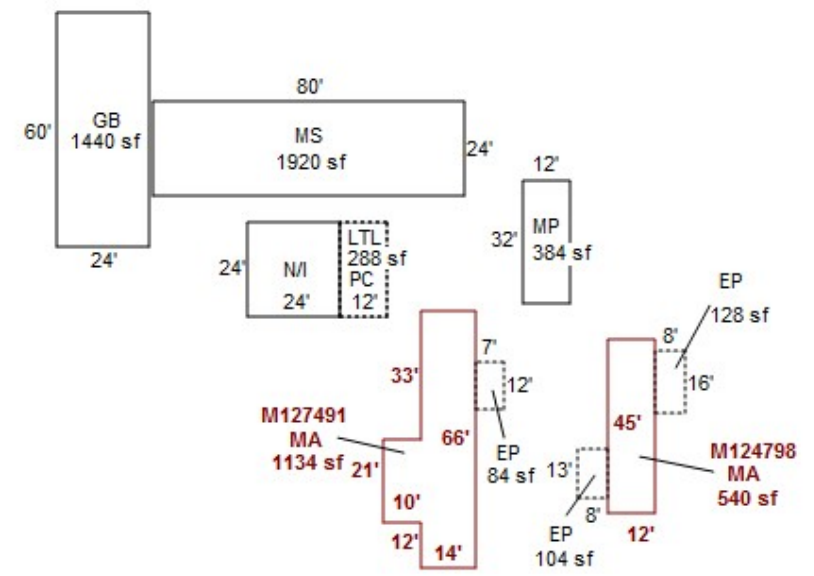 80'
GB
1440 sf
60'
MS
1920 sf
24'
24'
12'
MP
384 sf
32'
LTL
288 sf
PC
12'
N/I
24'
24'
EP
128 sf
8'
16'
7'
12'
33'
M127491
MA
1134 sf
66'
21'
10'
12'
14'
EP
84 sf
45'
M124798
MA
540 sf
13'
8'
EP
104 sf
12'